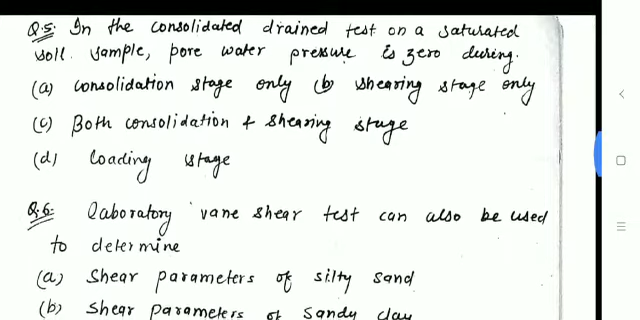 Q.5. In the consolidated drained test on a saturated
soil sample, pore water pressure is zero during.
(a) consolidation stage only (b) shearing stage only
(c) Both consolidation + shearing stage
(d) loading stage
Q.6. Laboratory vane shear test can also be used
to determine
(a) Shear parameters of silty sand
(b) Shear parameters of sandy clay